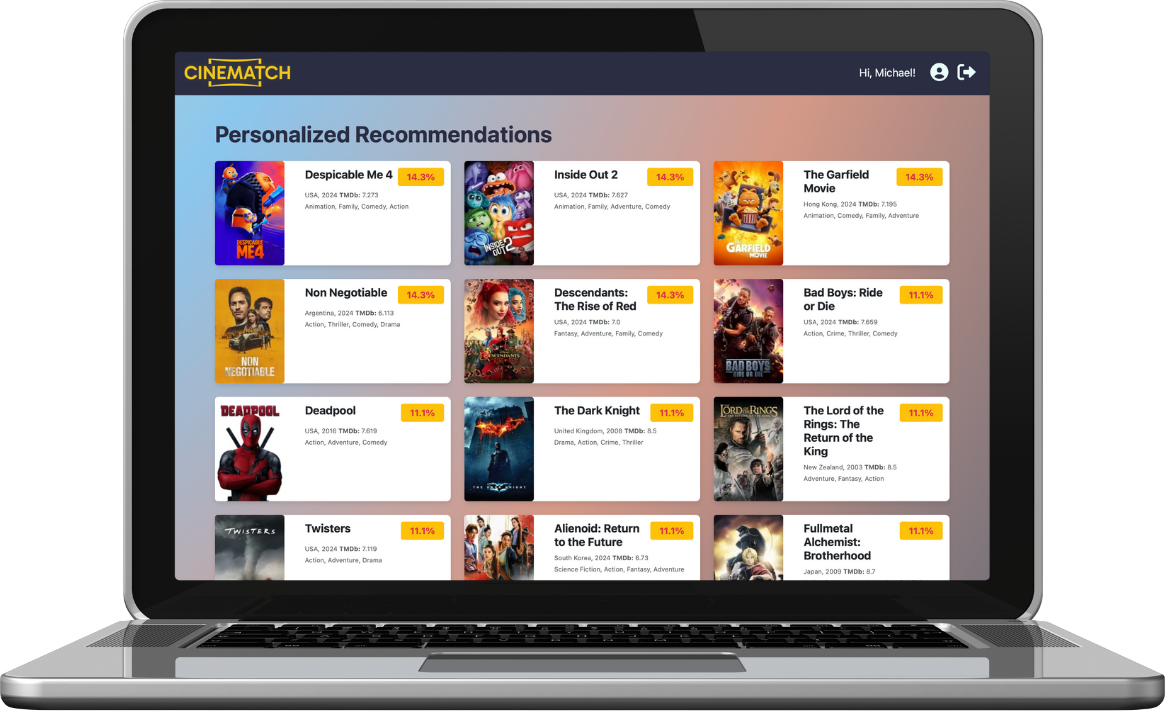 CINEMATCH
Hi, Michael!
Personalized Recommendations
Despicable Me 4
14.3%
USA, 2024 TMDb: 7.273
Animation, Family, Comedy, Action
DESPICABLE
ME4
Inside Out 2
14.3%
USA, 2024 TMDb: 7.627
Animation, Family, Adventure, Comedy
INSIDE
OUT 2
The Garfield
Movie
14.3%
Hong Kong, 2024 TMDb: 7.195
Animation, Comedy, Family, Adventure
THE
GARFIELD
MOVIE
Non Negotiable
14.3%
Argentina, 2024 TMDb: 6.113
Action, Thriller, Comedy, Drama
NON
NEGOTIABLE
Descendants:
The Rise of Red
14.3%
USA, 2024 TMDb: 7.0
Fantasy, Adventure, Family, Comedy
DESCENDANTS
Bad Boys: Ride
or Die
11.1%
USA, 2024 TMDb: 7.659
Action, Crime, Thriller, Comedy
BAD BOYS
RIDE OR DIE
DEADPOOL
Deadpool
11.1%
USA, 2016 TMDb: 7.619
Action, Adventure, Comedy
The Dark Knight
11.1%
United Kingdom, 2008 TMDb: 8.5
Drama, Action, Crime, Thriller
THE DARK KNIGHT
THE LORD OF THE RINGS
The Lord of the
Rings: The
Return of the
King
11.1%
New Zealand, 2003 TMDb: 8.5
Adventure, Fantasy, Action
TWISTERS
Twisters
11.1%
USA, 2024 TMDb: 7.119
Action, Adventure, Drama
Alienoid: Return
to the Future
11.1%
South Korea, 2024 TMDb: 6.73
Science Fiction, Action, Fantasy, Adventure
Fullmetal
Alchemist:
Brotherhood
11.1%
Japan, 2009 TMDb: 8.7